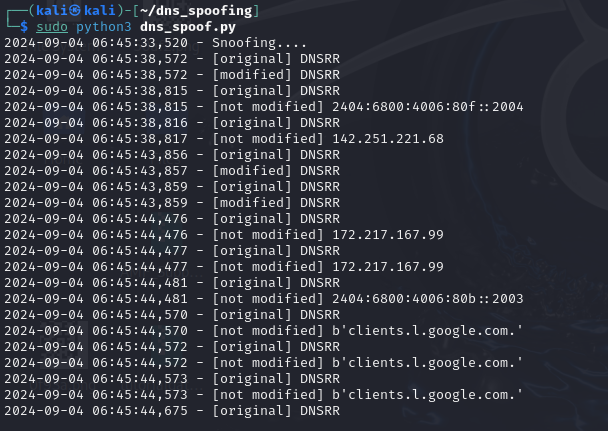 ┌──(kali㉿kali)-[~/dns_spoofing]
└─$ sudo python3 dns_spoof.py
2024-09-04 06:45:33,520 - Snoofing....
2024-09-04 06:45:38,572 - [original] DNSRR
2024-09-04 06:45:38,572 - [modified] DNSRR
2024-09-04 06:45:38,815 - [original] DNSRR
2024-09-04 06:45:38,815 - [not modified] 2404:6800:4006:80f::2004
2024-09-04 06:45:38,816 - [original] DNSRR
2024-09-04 06:45:38,817 - [not modified] 142.251.221.68
2024-09-04 06:45:43,856 - [original] DNSRR
2024-09-04 06:45:43,857 - [modified] DNSRR
2024-09-04 06:45:43,859 - [original] DNSRR
2024-09-04 06:45:43,859 - [modified] DNSRR
2024-09-04 06:45:44,476 - [original] DNSRR
2024-09-04 06:45:44,476 - [not modified] 172.217.167.99
2024-09-04 06:45:44,477 - [original] DNSRR
2024-09-04 06:45:44,477 - [not modified] 172.217.167.99
2024-09-04 06:45:44,481 - [original] DNSRR
2024-09-04 06:45:44,481 - [not modified] 2404:6800:4006:80b::2003
2024-09-04 06:45:44,570 - [original] DNSRR
2024-09-04 06:45:44,570 - [not modified] b'clients.l.google.com.'
2024-09-04 06:45:44,572 - [original] DNSRR
2024-09-04 06:45:44,572 - [not modified] b'clients.l.google.com.'
2024-09-04 06:45:44,573 - [original] DNSRR
2024-09-04 06:45:44,573 - [not modified] b'clients.l.google.com.'
2024-09-04 06:45:44,675 - [original] DNSRR